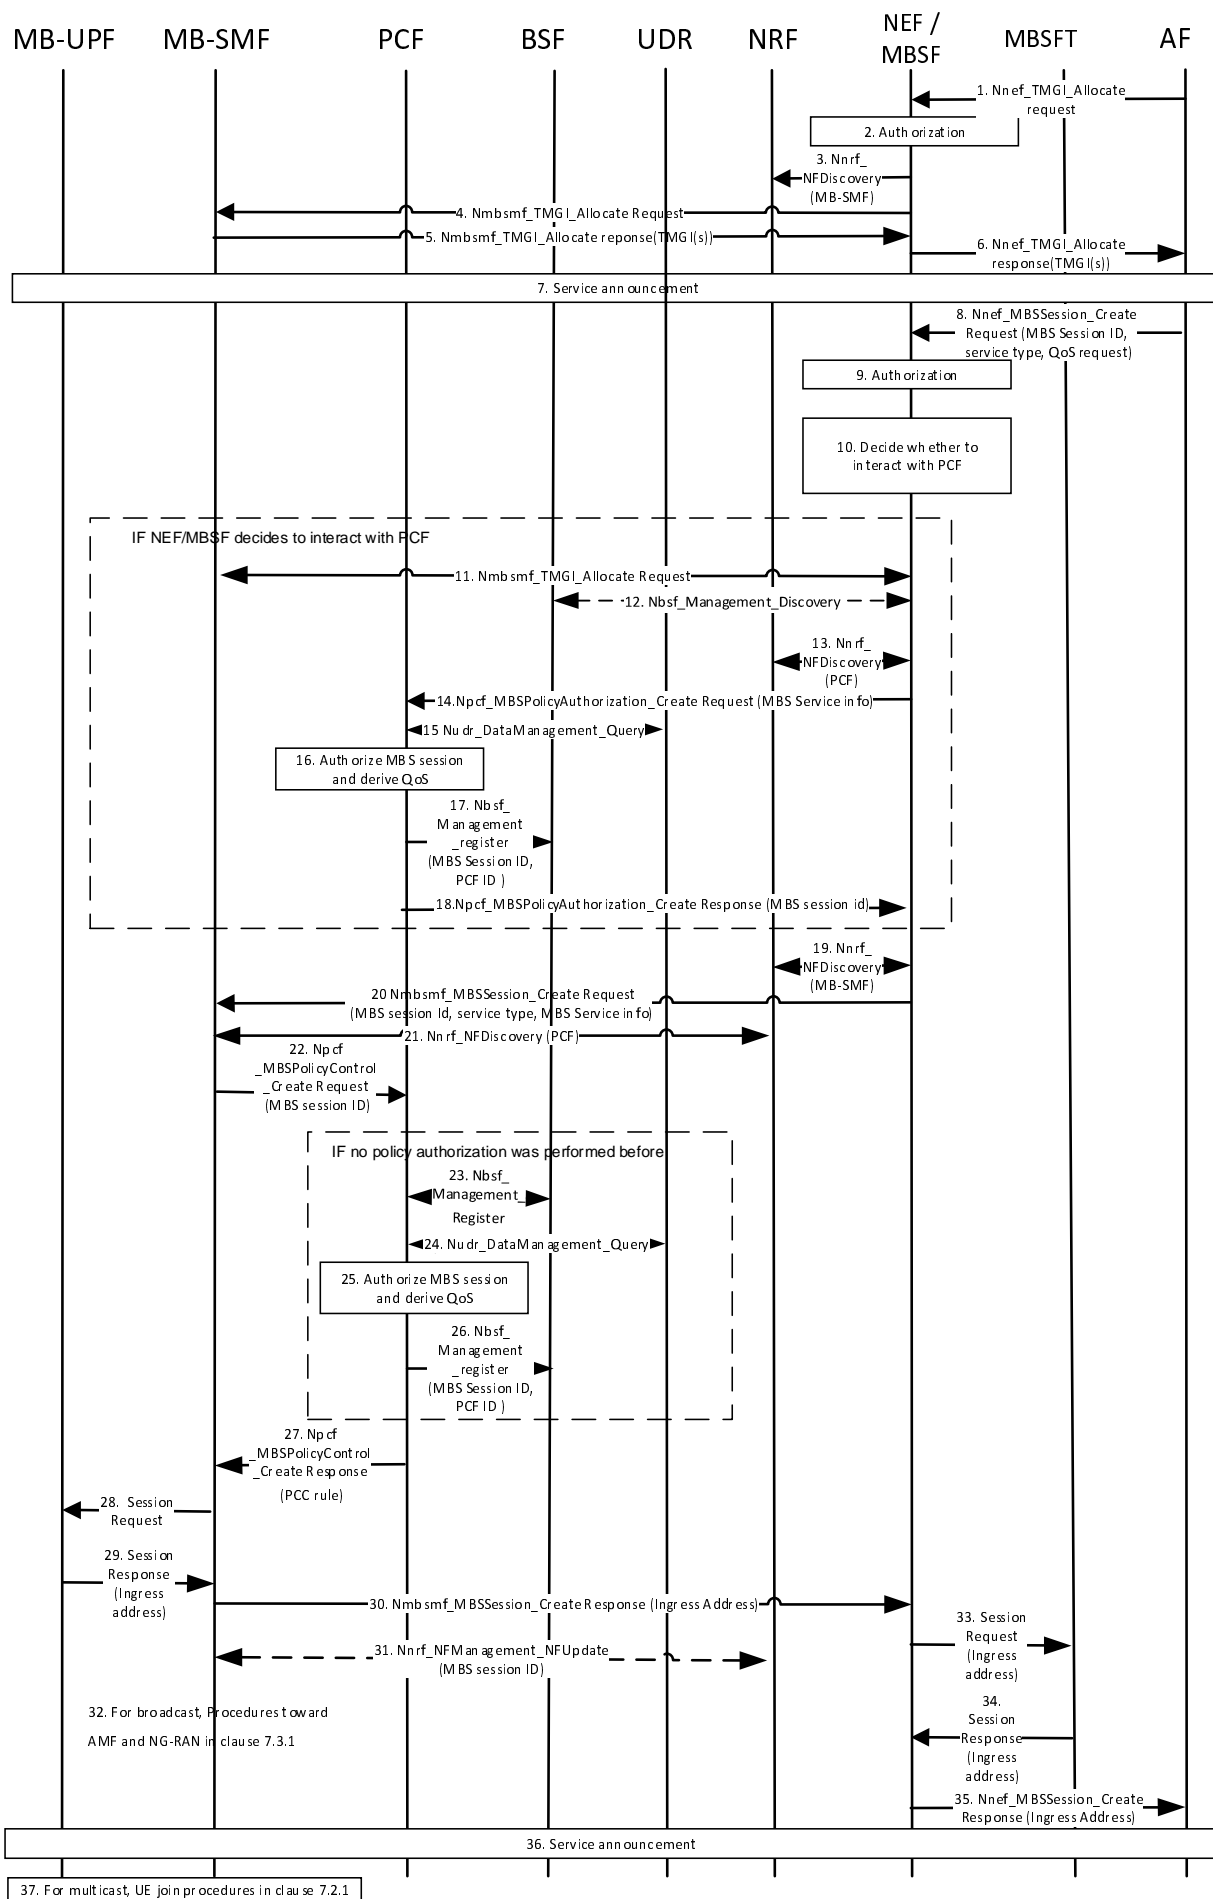 MB-UPF
MB-SMF
PCF
BSF
UDR
NRF
NEF /
MBSF
MBSFT
AF
1. Nnef_TMGI_Allocate
request
2. Authorization
3. Nnrf_
NFDiscovery
(MB-SMF)
4. Nmbsmf_TMGI_Allocate Request
5. Nmbsmf_TMGI_Allocate reponse(TMGI(s))
6. Nnef_TMGI_Allocate
response(TMGI(s))
7. Service announcement
8. Nnef_MBSSession_Create
Request (MBS Session ID,
service type, QoS request)
9. Authorization
10. Decide whether to
interact with PCF
IF NEF/MBSF decides to interact with PCF
11. Nmbsmf_TMGI_Allocate Request
12. Nbsf_Management_Discovery
13. Nnrf_
NFDiscovery
(PCF)
14.Npcf_MBSPolicyAuthorization_Create Request (MBS Service info)
15 Nudr_DataManagement_Query
16. Authorize MBS session
and derive QoS
17. Nbsf_
Management
_register
(MBS Session ID,
PCF ID )
18.Npcf_MBSPolicyAuthorization_Create Response (MBS session id)
19. Nnrf_
NFDiscovery
(MB-SMF)
20 Nmbsmf_MBSSession_Create Request
(MBS session Id, service type, MBS Service info)
21. Nnrf_NFDiscovery (PCF)
22. Npcf
_MBSPolicyControl
_Create Request
(MBS session ID)
IF no policy authorization was performed before
23. Nbsf_
Management_
Register
24. Nudr_DataManagement_Query
25. Authorize MBS session
and derive QoS
26. Nbsf_
Management
_register
(MBS Session ID,
PCF ID )
27. Npcf
_MBSPolicyControl
_Create Response
(PCC rule)
28. Session
Request
29. Session
Response
(Ingress
address)
30. Nmbsmf_MBSSession_Create Response (Ingress Address)
31. Nnrf_NFManagement_NFUpdate
(MBS session ID)
33. Session
Request
(Ingress
address)
32. For broadcast, Procedures toward
AMF and NG-RAN in clause 7.3.1
34.
Session
Response
(Ingress
address)
35. Nnef_MBSSession_Create
Response (Ingress Address)
36. Service announcement
37. For multicast, UE join procedures in clause 7.2.1